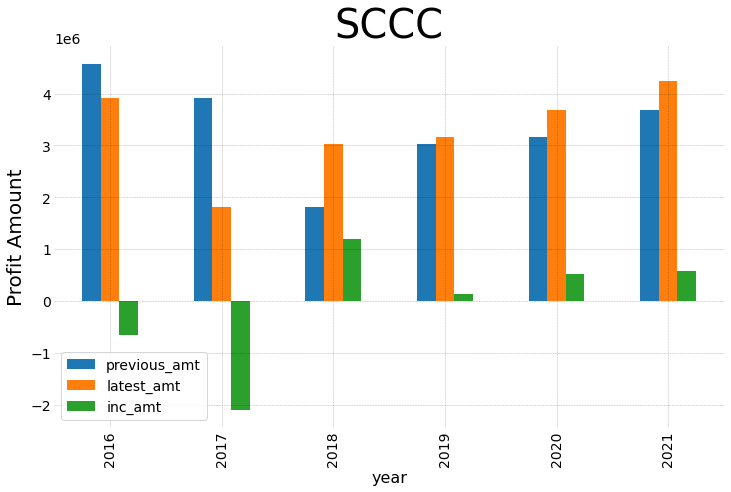 SCCC
1e6
Profit Amount
4
3
2
1
0
−1
−2
previous_amt
latest_amt
inc_amt
2016
2017
2018
2019
2020
2021
year